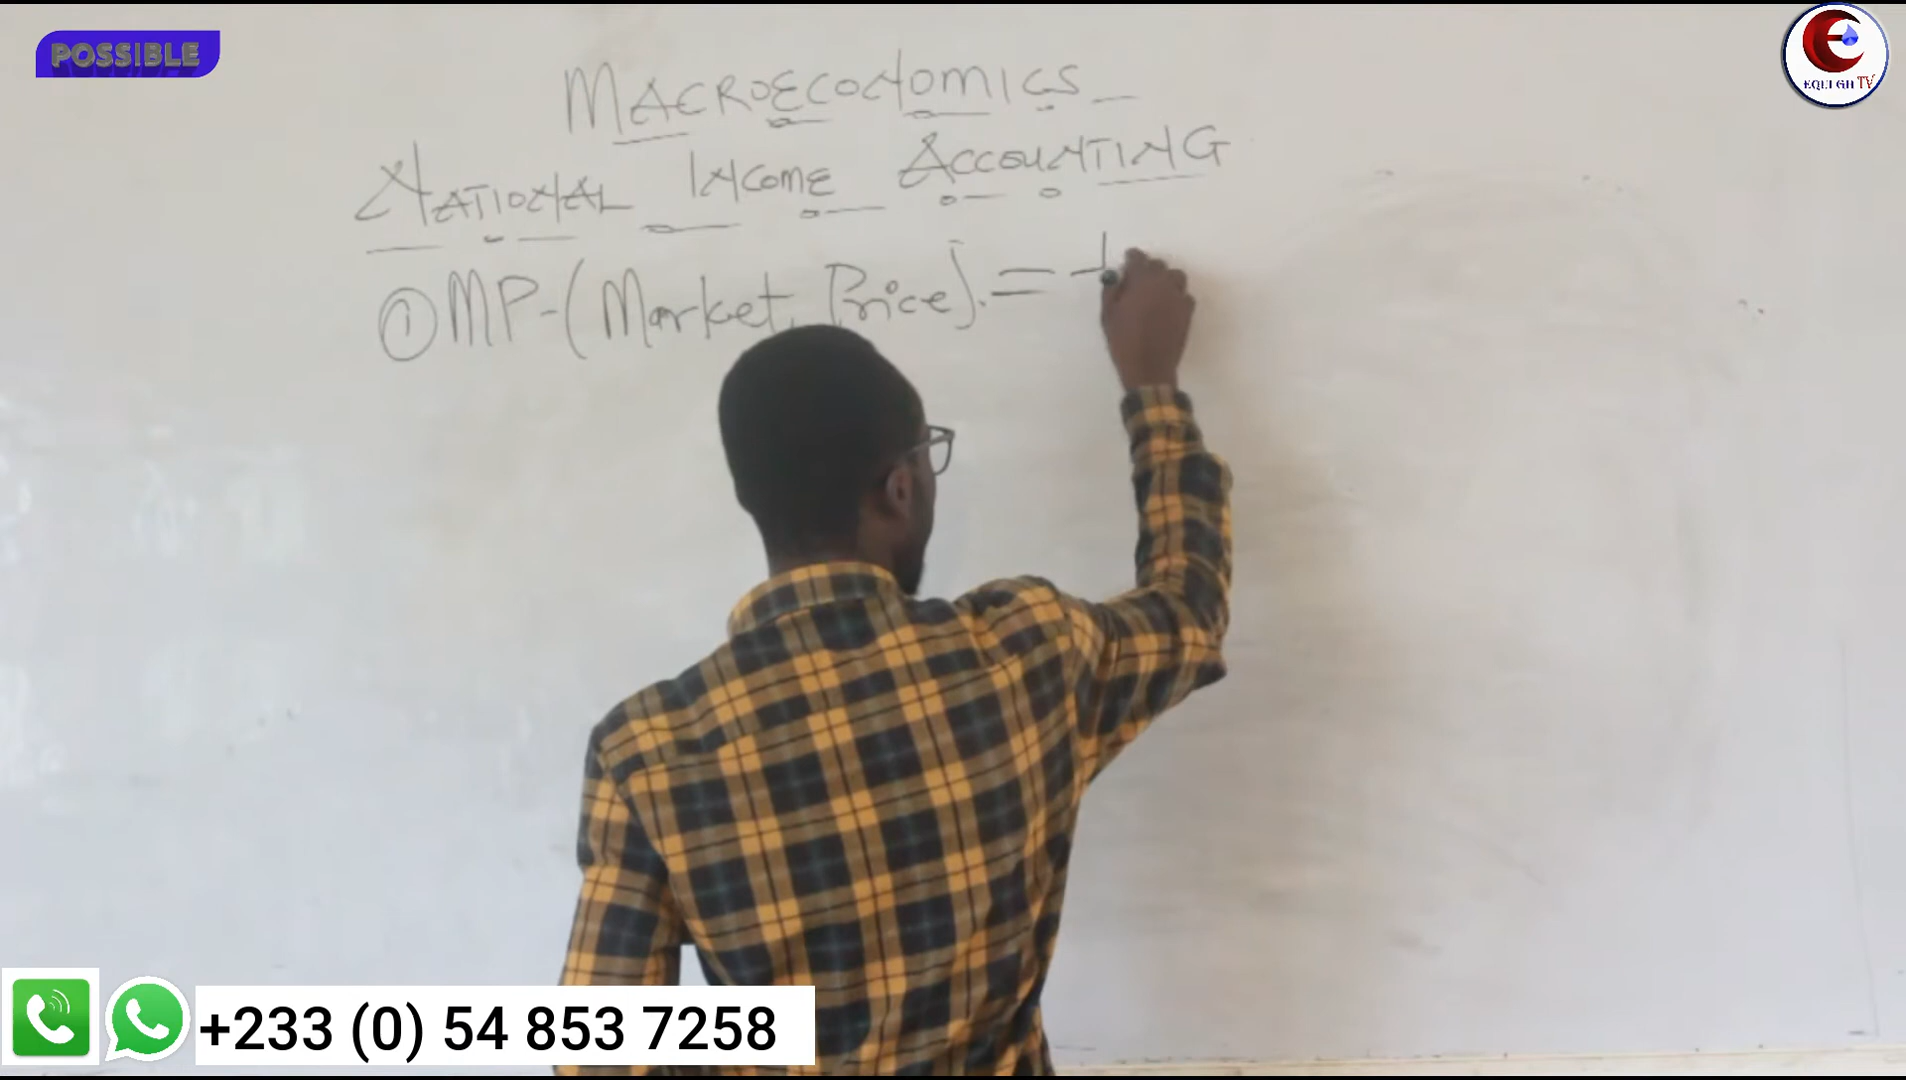 POSSIBLE
EQUI GH TV
MACROECONOMICS
NATIONAL INCOME ACCOUNTING
① MP-(Market Price). =
+233 (0) 54 853 7258